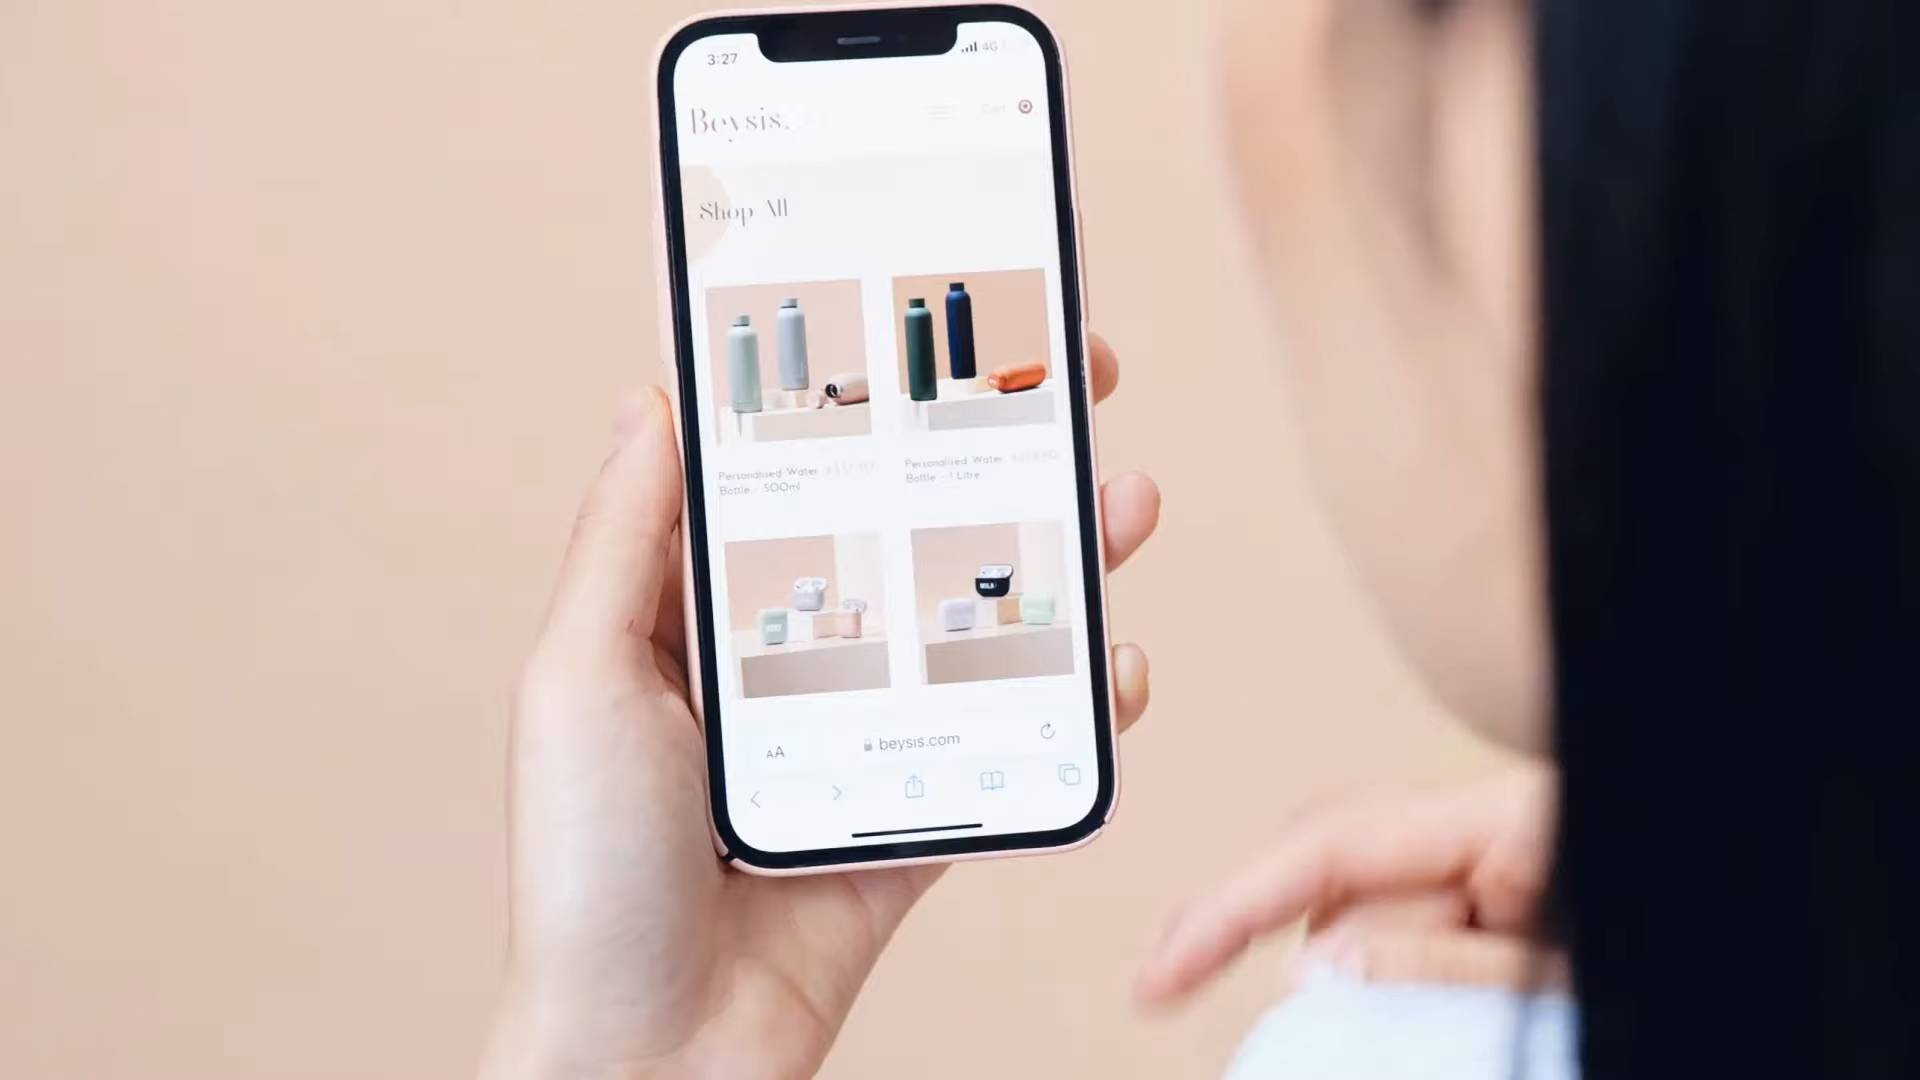 3:27
4G
Beysis.
Cart
Shop All
Personalised Water
Bottle - 500ml
Personalised Water
Bottle - 1 Litre
AA
beysis.com